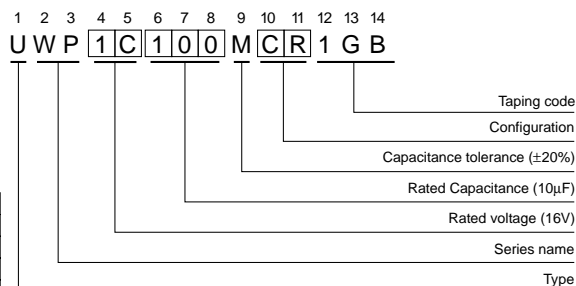 1 2 3 4 5 6 7 8 9 10 11 12 13 14
U W P 1 C 1 0 0 M C R 1 G B
Taping code
Configuration
Capacitance tolerance (±20%)
Rated Capacitance (10µF)
Rated voltage (16V)
Series name
Type